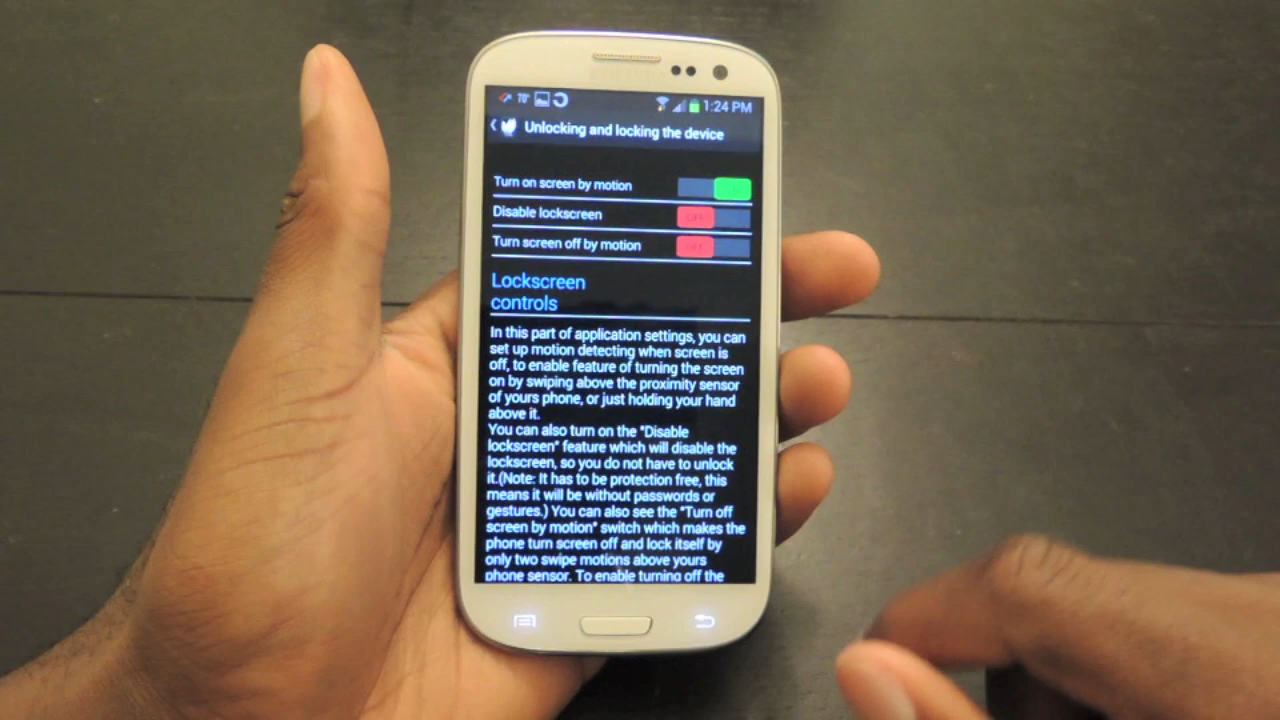 70° 1:24 PM
Unlocking and locking the device
Turn on screen by motion
Disable lockscreen OFF
Turn screen off by motion OFF
Lockscreen
controls
In this part of application settings, you can
set up motion detecting when screen is
off, to enable feature of turning the screen
on by swiping above the proximity sensor
of yours phone, or just holding your hand
above it.
You can also turn on the "Disable
lockscreen" feature which will disable the
lockscreen, so you do not have to unlock
it.(Note: It has to be protection free, this
means it will be without passwords or
gestures.) You can also see the "Turn off
screen by motion" switch which makes the
phone turn screen off and lock itself by
only two swipe motions above yours
phone sensor. To enable turning off the